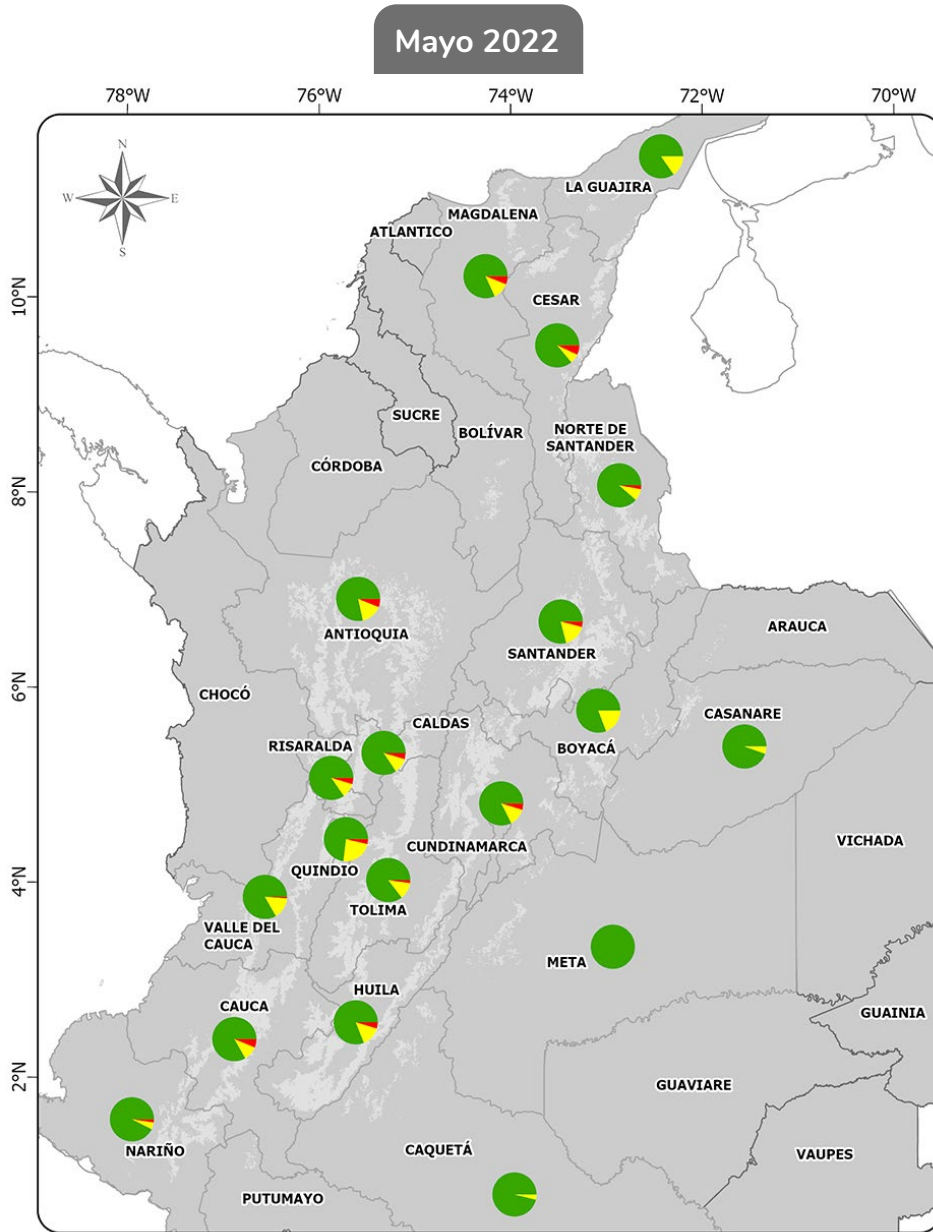 Mayo 2022
78°W
76°W
74°W
72°W
70°W
N
W
E
S
10°N
8°N
6°N
4°N
2°N
LA GUAJIRA
MAGDALENA
ATLANTICO
CESAR
SUCRE
BOLÍVAR
NORTE DE
SANTANDER
CÓRDOBA
ANTIOQUIA
SANTANDER
ARAUCA
CHOCÓ
CALDAS
CASANARE
RISARALDA
BOYACÁ
CUNDINAMARCA
VICHADA
QUINDIO
TOLIMA
VALLE DEL
CAUCA
META
HUILA
CAUCA
GUAINIA
GUAVIARE
NARIÑO
CAQUETÁ
VAUPES
PUTUMAYO